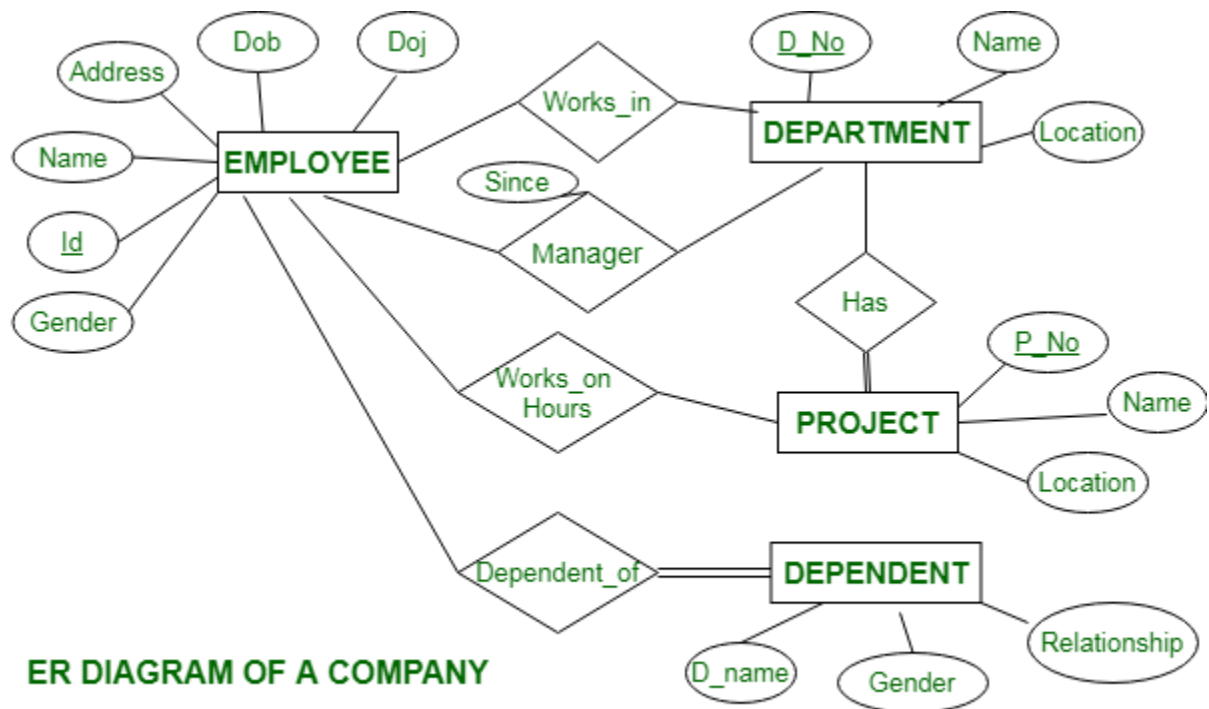 Dob
Doj
D_No
Name
Address
Works_in
DEPARTMENT
Location
Name
EMPLOYEE
Since
Id
Manager
Gender
Has
P_No
Works_on
Hours
Name
PROJECT
Location
Dependent_of
DEPENDENT
Relationship
D_name
Gender
ER DIAGRAM OF A COMPANY